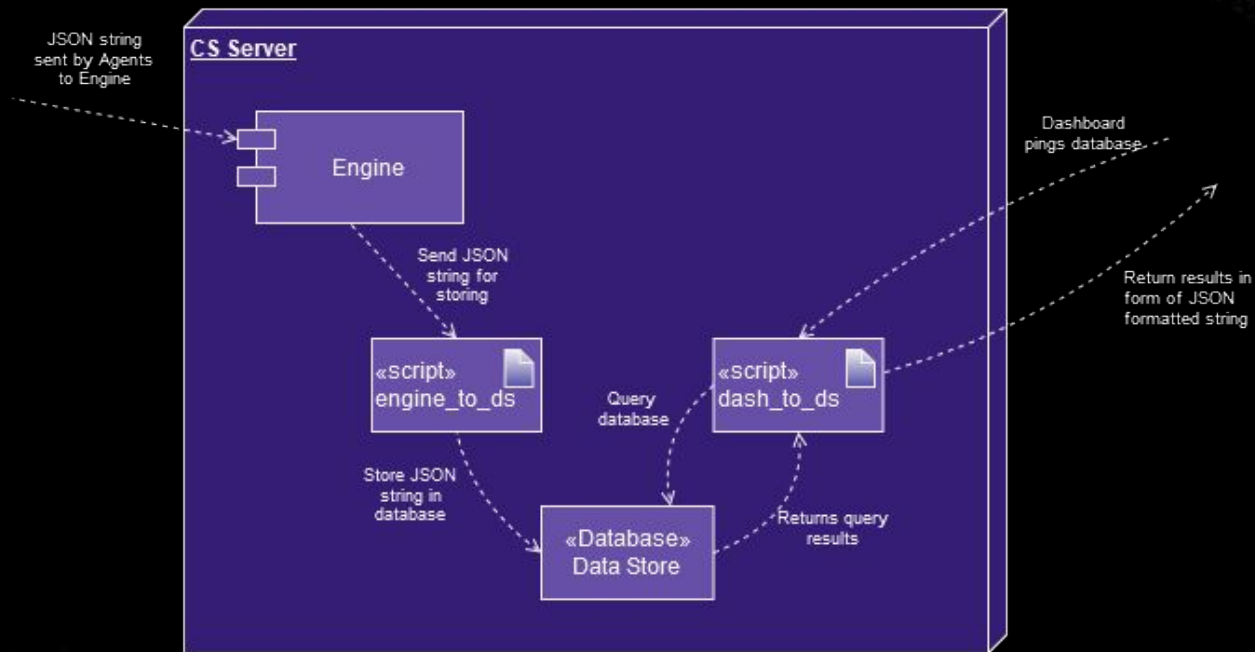 JSON string
sent by Agents
to Engine
CS Server
Engine
Dashboard
pings database
Send JSON
string for
storing
Return results in
form of JSON
formatted string
«script»
engine_to_ds
«script»
dash_to_ds
Query
database
Store JSON
string in
database
«Database»
Data Store
Returns query
results